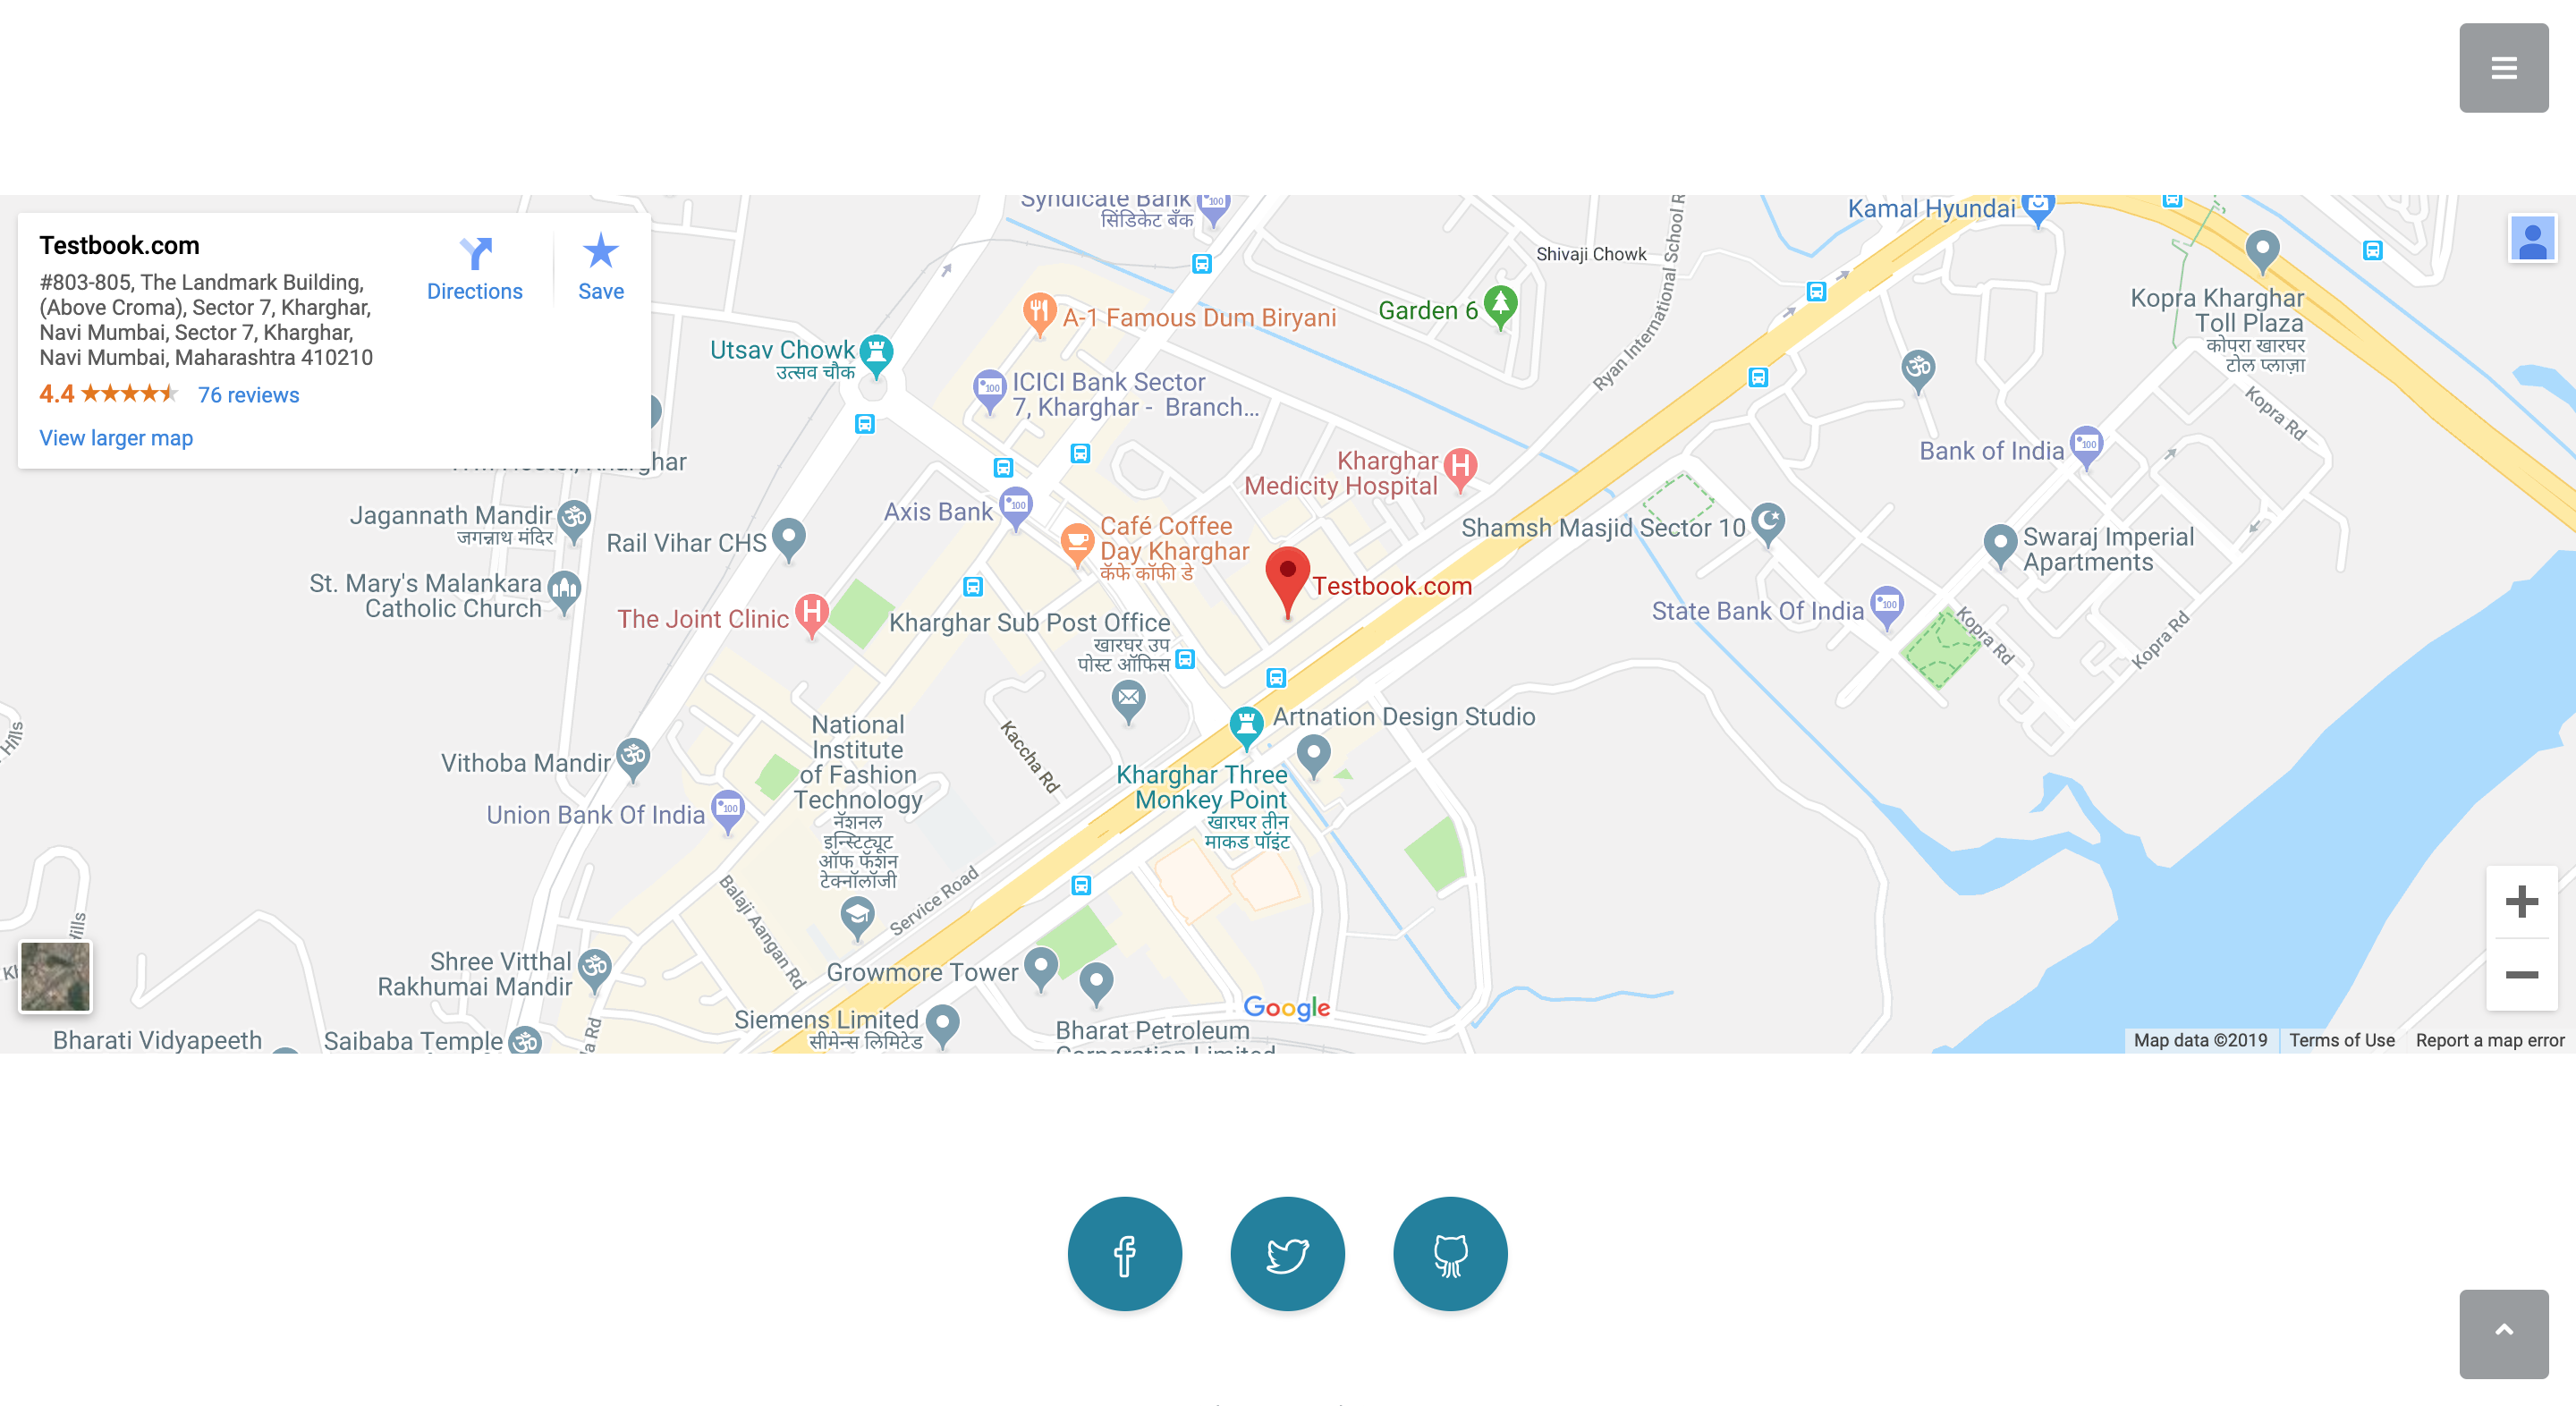 Testbook.com
#803-805, The Landmark Building,
(Above Croma), Sector 7, Kharghar,
Navi Mumbai, Sector 7, Kharghar,
Navi Mumbai, Maharashtra 410210
4.4
76 reviews
View larger map
Directions
Save
Syndicate Bank
सिंडिकेट बँक
Kamal Hyundai
Shivaji Chowk
Ryan International School R
Garden 6
A-1 Famous Dum Biryani
Utsav Chowk
उत्सव चौक
ICICI Bank Sector
7, Kharghar - Branch...
Kopra Kharghar
Toll Plaza
कोपरा खारघर
टोल प्लाज़ा
Kopra Rd
Bank of India
Kharghar
Medicity Hospital
Axis Bank
Café Coffee
Day Kharghar
कॅफे कॉफी डे
Jagannath Mandir
जगन्नाथ मंदिर
Rail Vihar CHS
Shamsh Masjid Sector 10
Swaraj Imperial
Apartments
St. Mary's Malankara
Catholic Church
Testbook.com
The Joint Clinic
Kharghar Sub Post Office
खारघर उप
पोस्ट ऑफिस
State Bank Of India
Kopra Rd
Kopra Rd
Artnation Design Studio
National
Institute
of Fashion
Technology
नॅशनल
इन्स्टिट्यूट
ऑफ फॅशन
टेक्नॉलॉजी
Kaccha Rd
Hills
Vithoba Mandir
Kharghar Three
Monkey Point
खारघर तीन
माकड पॉइंट
Union Bank Of India
Balaji Aangan Rd
Service Road
Shree Vitthal
Rakhumai Mandir
Growmore Tower
Siemens Limited
सीमेन्स लिमिटेड
Google
Bharat Petroleum
Corporation Limited
Bharati Vidyapeeth
Saibaba Temple
a Rd
Map data ©2019
Terms of Use
Report a map error